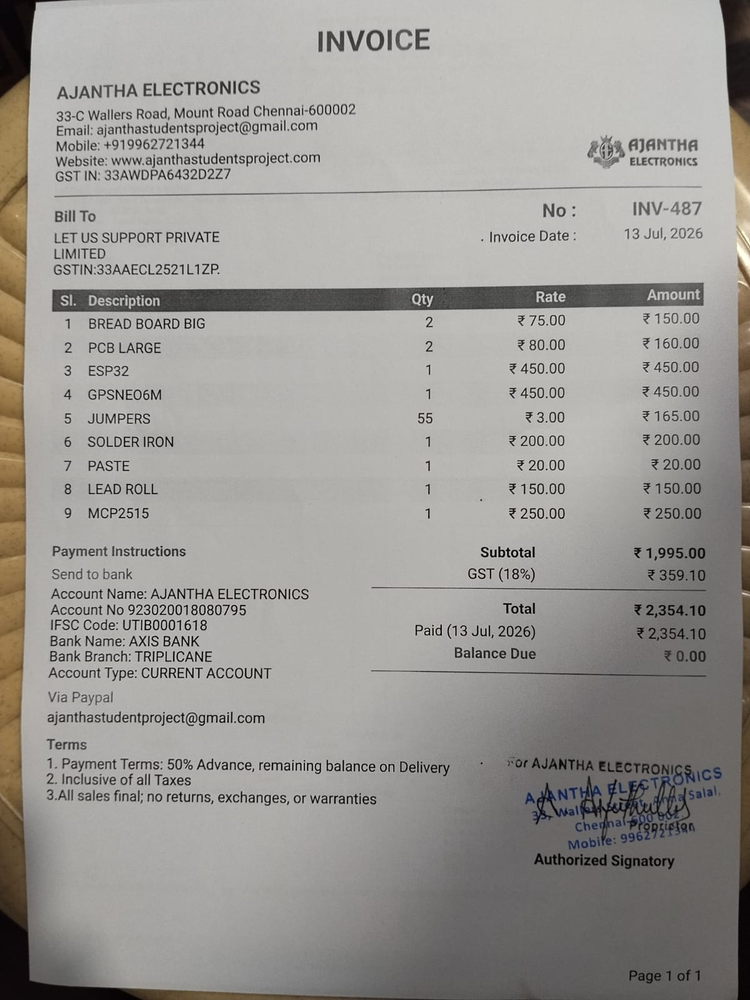 INVOICE
AJANTHA ELECTRONICS
33-C Wallers Road, Mount Road Chennai-600002
Email: ajanthastudentsproject@gmail.com
Mobile: +919962721344
Website: www.ajanthastudentsproject.com
GST IN: 33AWDPA6432D2Z7
AJANTHA
ELECTRONICS
Bill To
LET US SUPPORT PRIVATE
LIMITED
GSTIN:33AAECL2521L1ZP.
No : INV-487
Invoice Date : 13 Jul, 2026
Sl. Description Qty Rate Amount
1 BREAD BOARD BIG 2 ₹ 75.00 ₹ 150.00
2 PCB LARGE 2 ₹ 80.00 ₹ 160.00
3 ESP32 1 ₹ 450.00 ₹ 450.00
4 GPSNEO6M 1 ₹ 450.00 ₹ 450.00
5 JUMPERS 55 ₹ 3.00 ₹ 165.00
6 SOLDER IRON 1 ₹ 200.00 ₹ 200.00
7 PASTE 1 ₹ 20.00 ₹ 20.00
8 LEAD ROLL 1 ₹ 150.00 ₹ 150.00
9 MCP2515 1 ₹ 250.00 ₹ 250.00
Payment Instructions
Send to bank
Account Name: AJANTHA ELECTRONICS
Account No 923020018080795
IFSC Code: UTIB0001618
Bank Name: AXIS BANK
Bank Branch: TRIPLICANE
Account Type: CURRENT ACCOUNT
Via Paypal
ajanthastudentproject@gmail.com
Subtotal ₹ 1,995.00
GST (18%) ₹ 359.10
Total ₹ 2,354.10
Paid (13 Jul, 2026) ₹ 2,354.10
Balance Due ₹ 0.00
Terms
1. Payment Terms: 50% Advance, remaining balance on Delivery
2. Inclusive of all Taxes
3.All sales final; no returns, exchanges, or warranties
For AJANTHA ELECTRONICS
AJANTHA ELECTRONICS
Salai,
Proprietor
Mobile: 9962721344
Authorized Signatory
Page 1 of 1